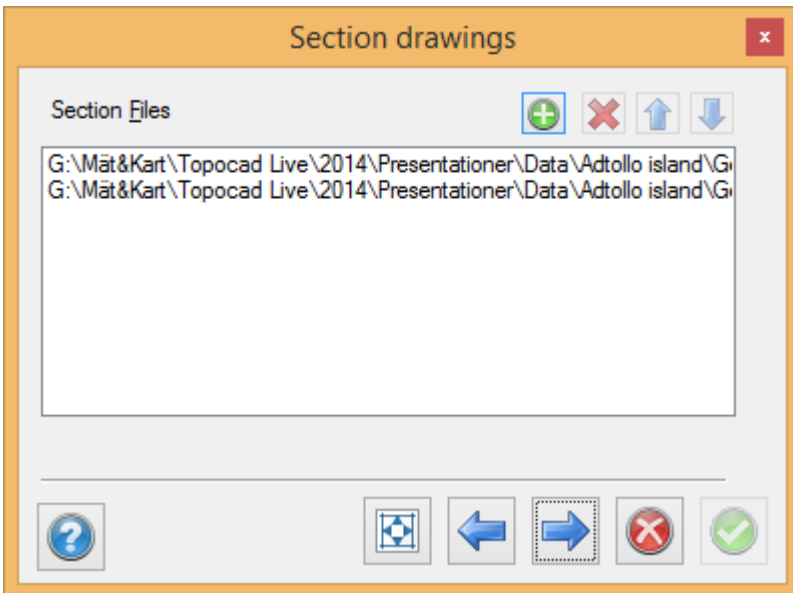 Section drawings
x
Section Files
G:\Mät&Kart\Topocad Live\2014\Presentationer\Data\Adtollo island\G
G:\Mät&Kart\Topocad Live\2014\Presentationer\Data\Adtollo island\G
?